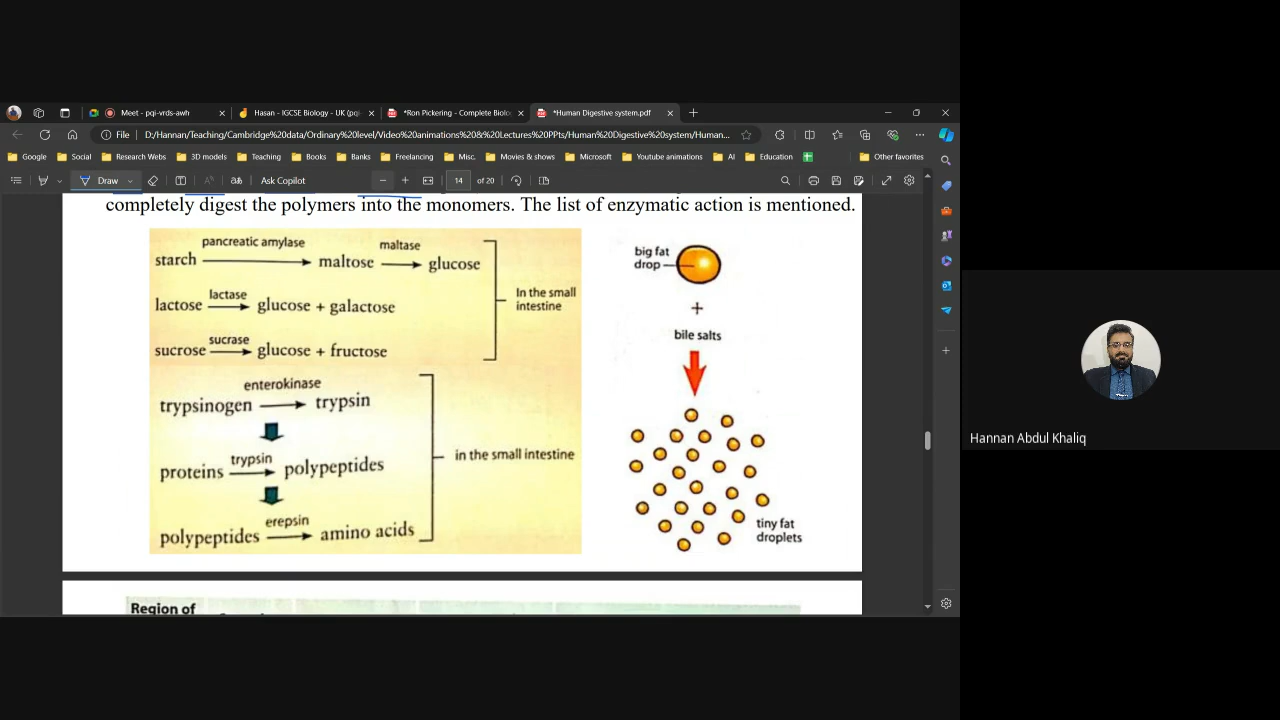 Meet - pqi-vrds-awh
Hasan - IGCSE Biology - UK (pqi
*Ron Pickering - Complete Biolo
*Human Digestive system.pdf
File
D:/Hannan/Teaching/Cambridge%20data/Ordinary%20level/Video%20animations%20&%20Lectures%20PPTs/Human%20Digestive%20system/Human...
Google
Social
Research Webs
3D models
Teaching
Books
Banks
Freelancing
Misc.
Movies & shows
Microsoft
Youtube animations
AI
Education
Other favorites
Draw
Ask Copilot
14
of 20
completely digest the polymers into the monomers. The list of enzymatic action is mentioned.
pancreatic amylase
maltase
starch
maltose
glucose
lactase
lactose
glucose + galactose
sucrase
sucrose
glucose + fructose
In the small
intestine
enterokinase
trypsinogen
trypsin
trypsin
proteins
polypeptides
erepsin
polypeptides
amino acids
in the small intestine
big fat
drop
+
bile salts
tiny fat
droplets
Region of
Hannan Abdul Khaliq